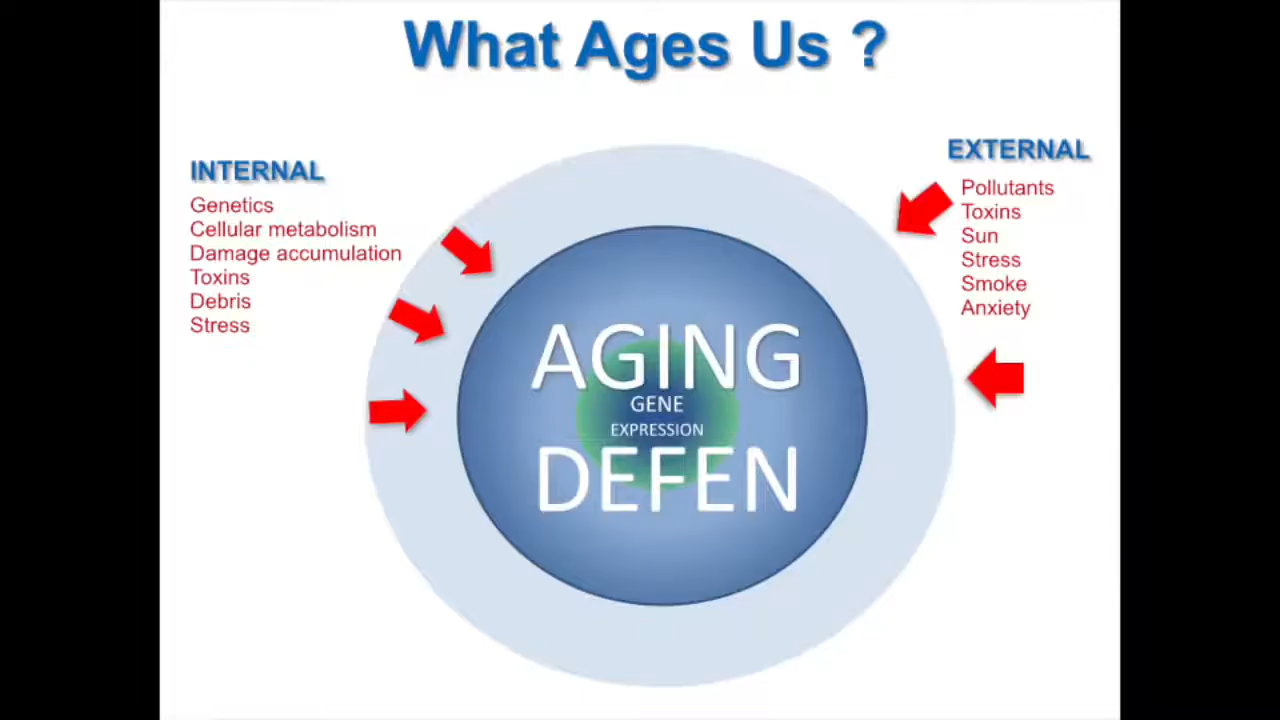 What Ages Us ?
INTERNAL
Genetics
Cellular metabolism
Damage accumulation
Toxins
Debris
Stress
EXTERNAL
Pollutants
Toxins
Sun
Stress
Smoke
Anxiety
AGING
GENE
EXPRESSION
DEFEN